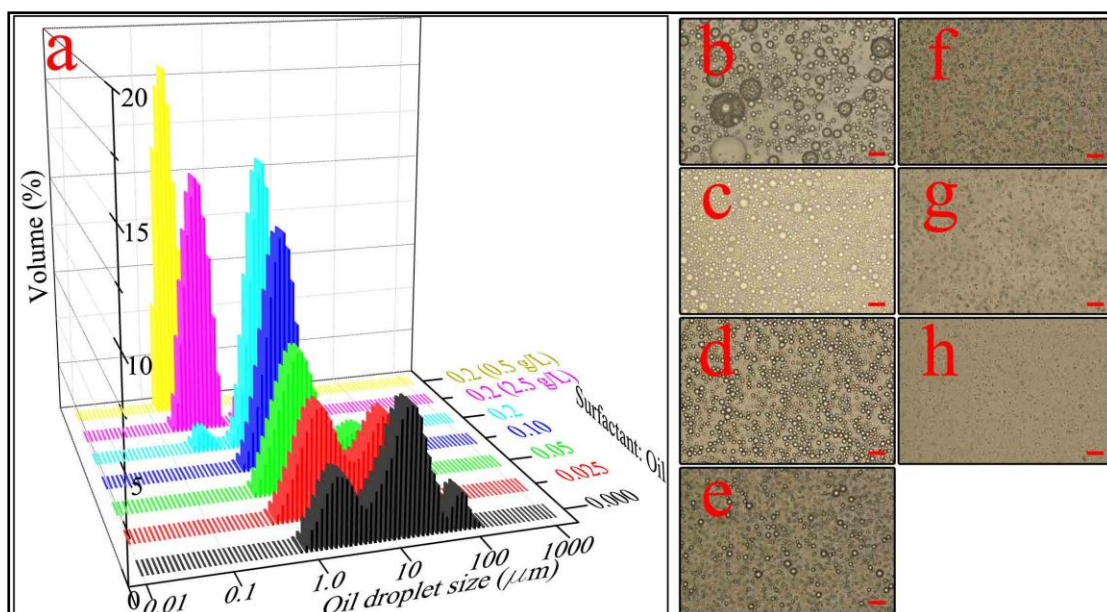 a
20
15
10
5
0
Volume (%)
0.01
0.1
1.0
10
100
1000
Oil droplet size (μm)
0.2 (0.5 g/L)
0.2 (2.5 g/L)
0.2
0.10
0.05
0.025
0.000
Surfactant: Oil
b
c
d
e
f
g
h